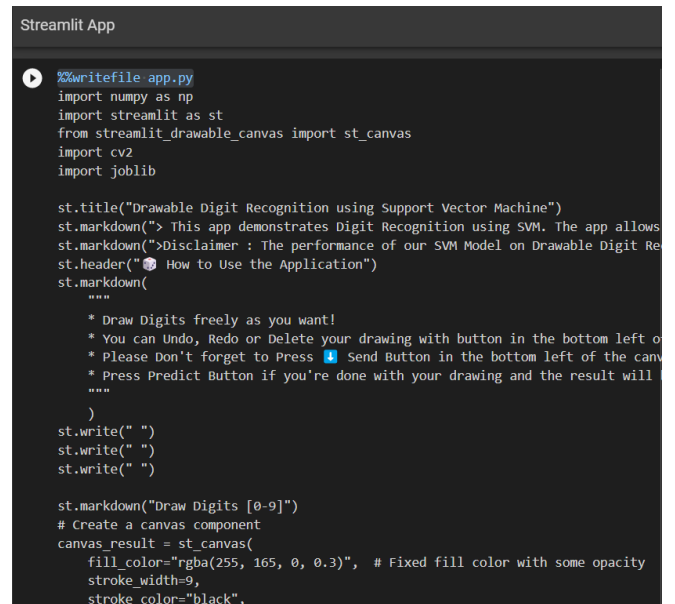 Streamlit App
%%writefile app.py
import numpy as np
import streamlit as st
from streamlit_drawable_canvas import st_canvas
import cv2
import joblib
st.title("Drawable Digit Recognition using Support Vector Machine")
st.markdown("> This app demonstrates Digit Recognition using SVM. The app allows
st.markdown(">Disclaimer : The performance of our SVM Model on Drawable Digit Re
st.header("🎲 How to Use the Application")
st.markdown(
"""
* Draw Digits freely as you want!
* You can Undo, Redo or Delete your drawing with button in the bottom left o
* Please Don't forget to Press ⬇️ Send Button in the bottom left of the canv
* Press Predict Button if you're done with your drawing and the result will
"""
)
st.write(" ")
st.write(" ")
st.write(" ")
st.markdown("Draw Digits [0-9]")
# Create a canvas component
canvas_result = st_canvas(
fill_color="rgba(255, 165, 0, 0.3)",  # Fixed fill color with some opacity
stroke_width=9,
stroke_color="black",